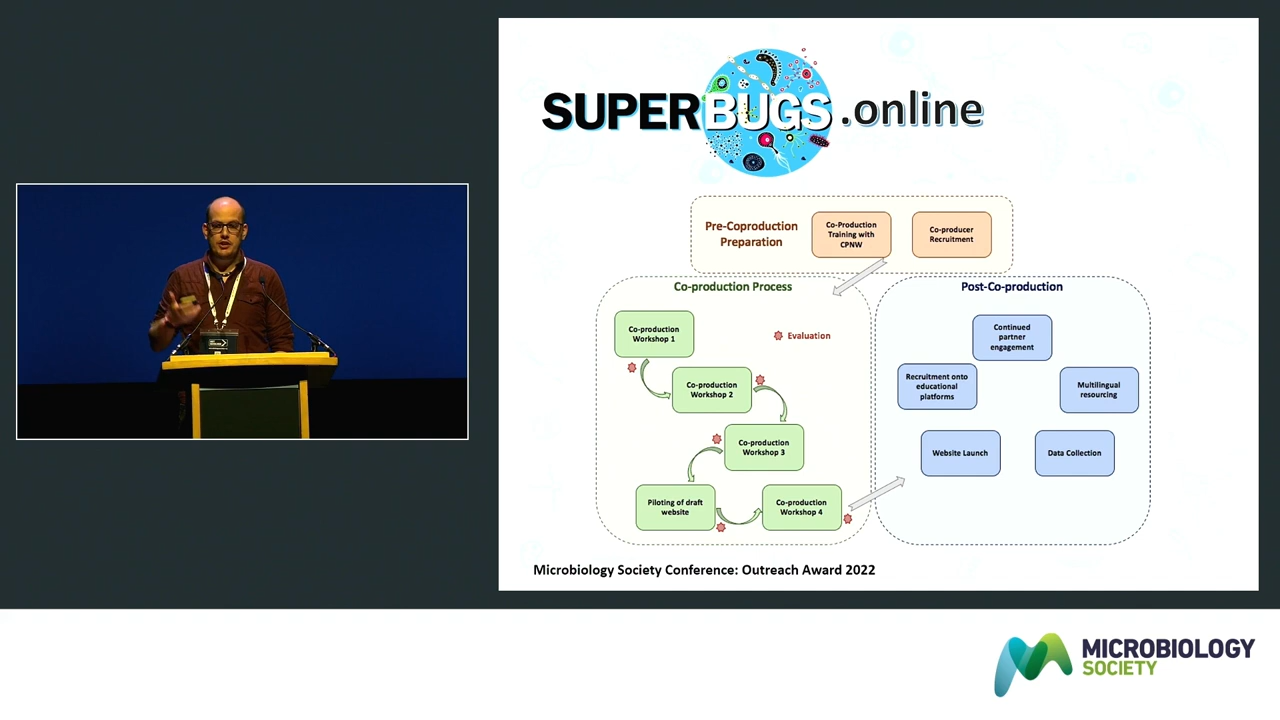 SUPERBUGS.online
Pre-Coproduction
Preparation
Co-Production
Training with
CPNW
Co-producer
Recruitment
Co-production Process
Co-production
Workshop 1
Evaluation
Co-production
Workshop 2
Co-production
Workshop 3
Piloting of draft
website
Co-production
Workshop 4
Post-Co-production
Continued
partner
engagement
Recruitment onto
educational
platforms
Multilingual
resourcing
Website Launch
Data Collection
Microbiology Society Conference: Outreach Award 2022
MICROBIOLOGY
SOCIETY